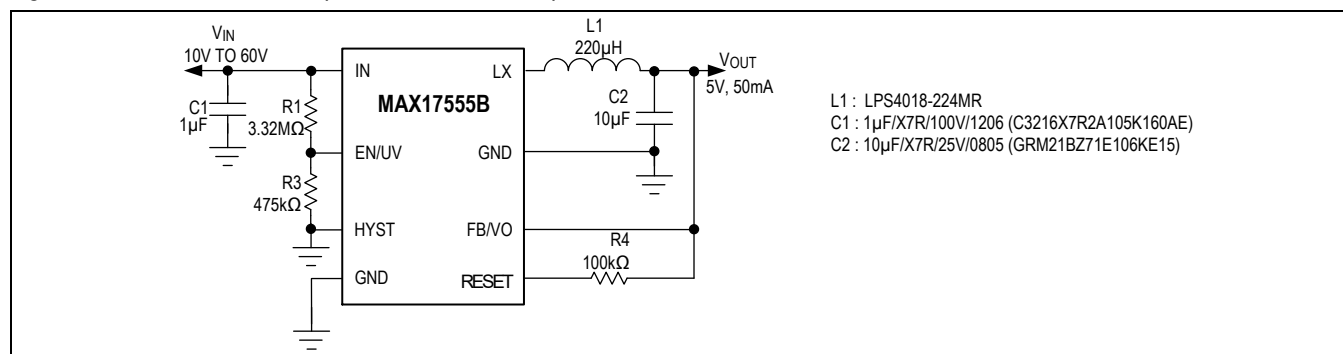 VIN
10V TO 60V
C1
1µF
R1
3.32MΩ
R3
475kΩ
IN
EN/UV
HYST
GND
MAX17555B
LX
GND
FB/VO
RESET
L1
220µH
C2
10µF
R4
100kΩ
VOUT
5V, 50mA
L1 : LPS4018-224MR
C1 : 1µF/X7R/100V/1206 (C3216X7R2A105K160AE)
C2 : 10µF/X7R/25V/0805 (GRM21BZ71E106KE15)